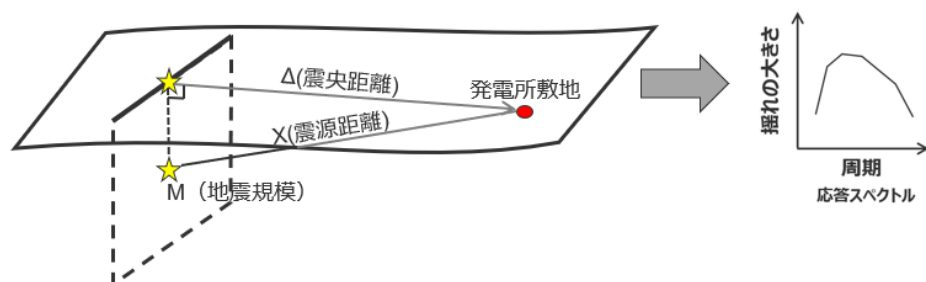 Δ(震央距離)
発電所敷地
X(震源距離)
M（地震規模）
揺れの大きさ
周期
応答スペクトル